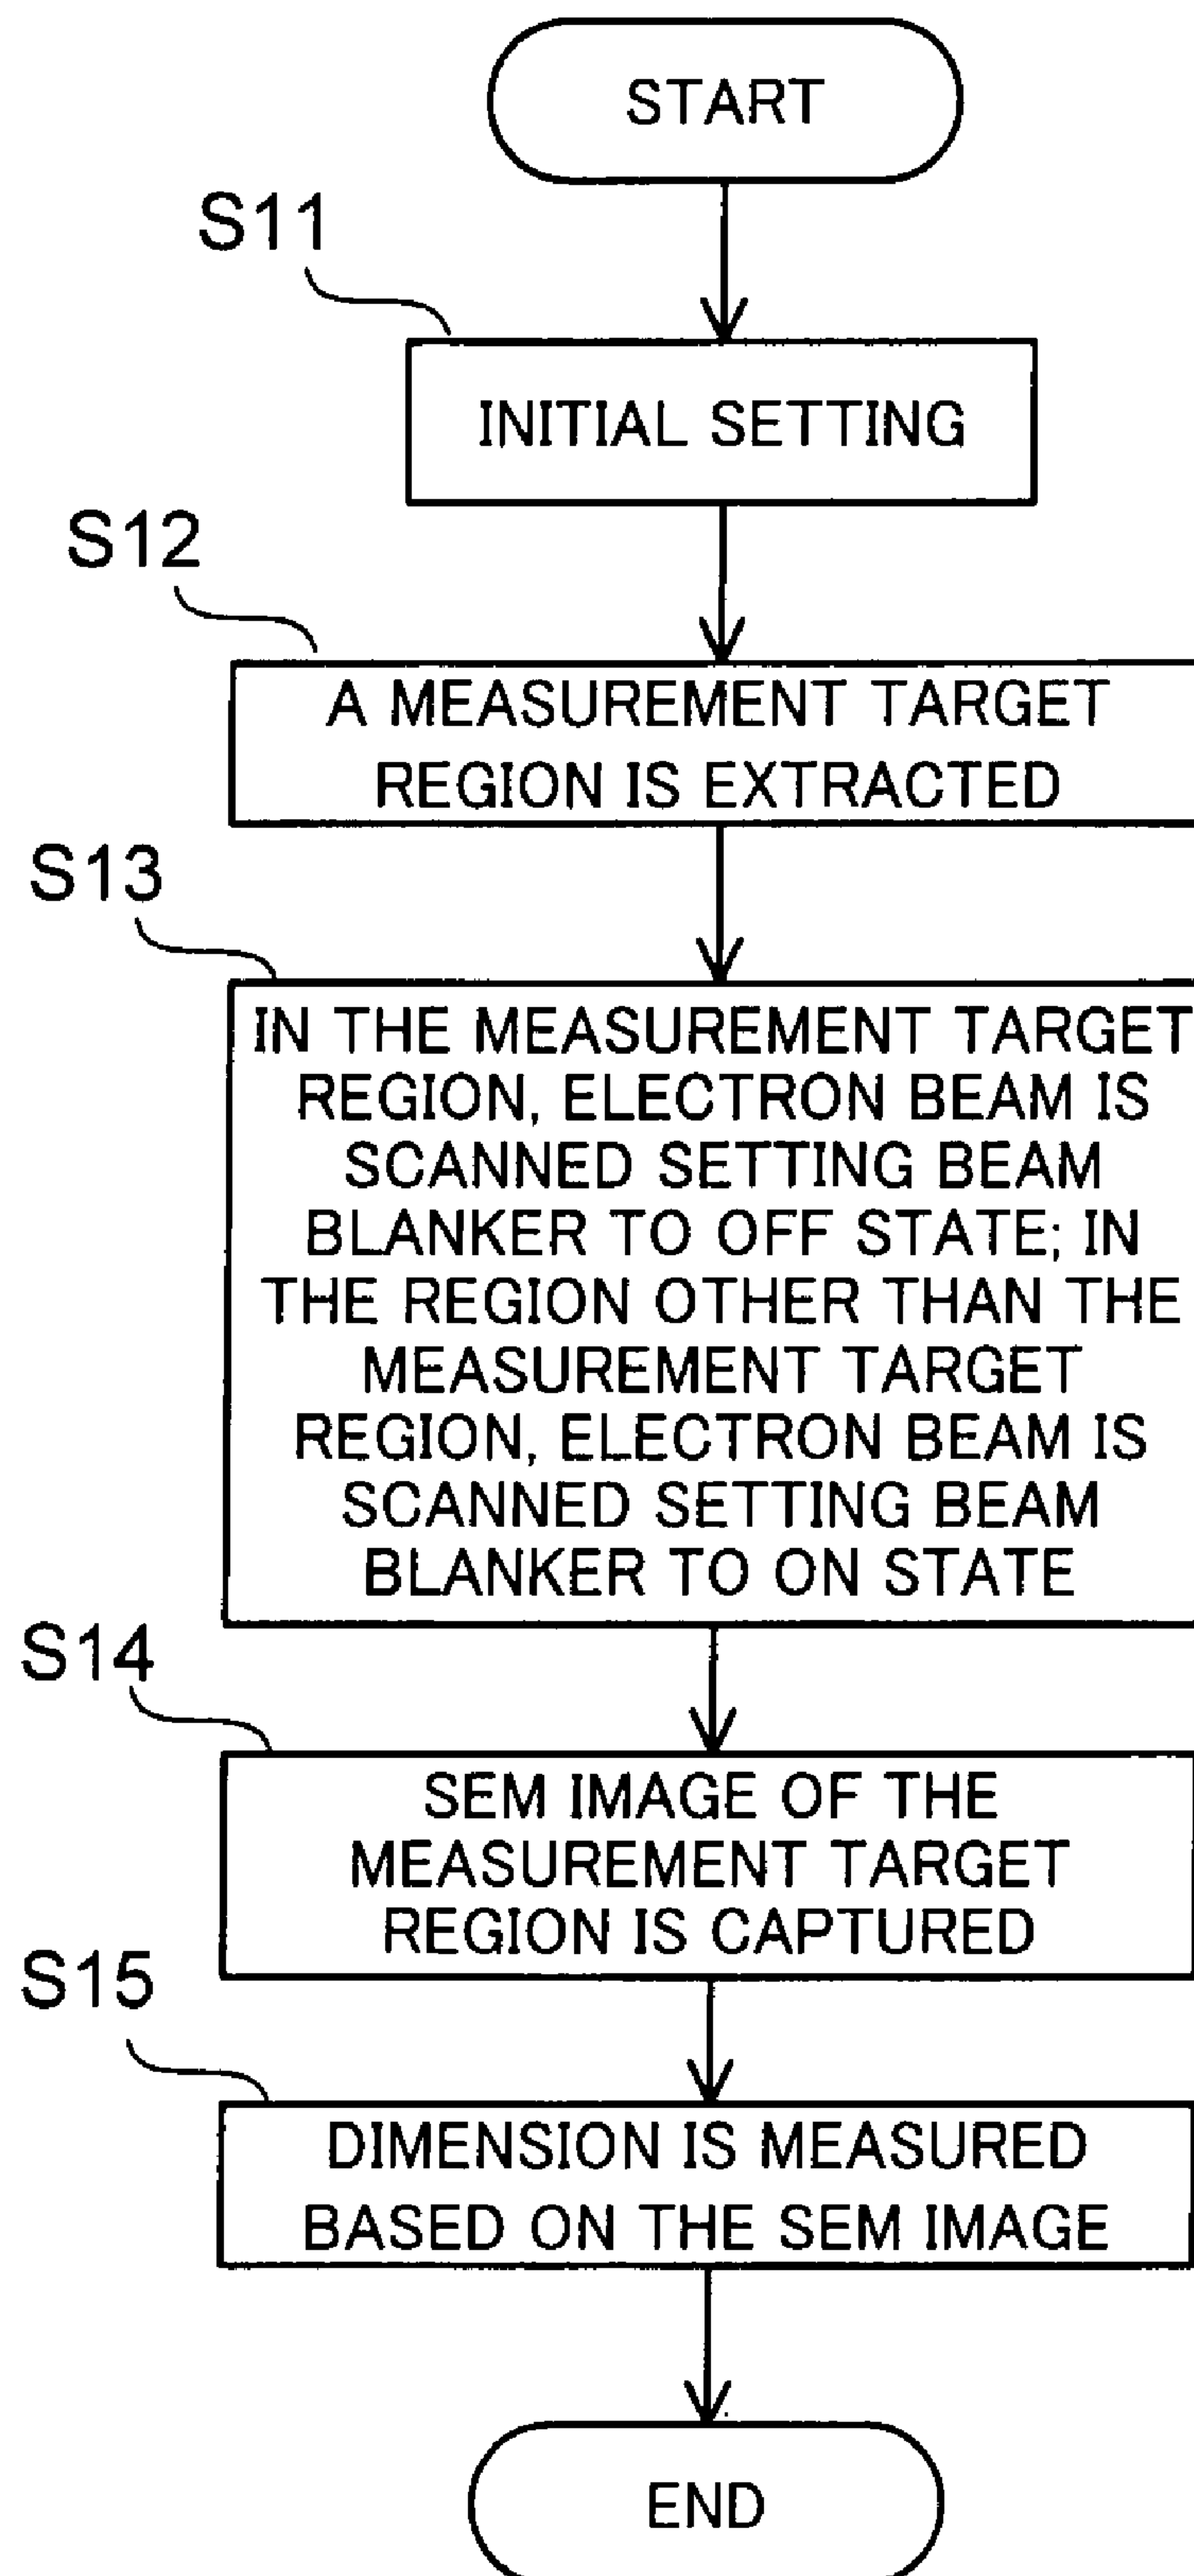 START
S11
INITIAL SETTING
S12
A MEASUREMENT TARGET
REGION IS EXTRACTED
S13
IN THE MEASUREMENT TARGET
REGION, ELECTRON BEAM IS
SCANNED SETTING BEAM
BLANKER TO OFF STATE; IN
THE REGION OTHER THAN THE
MEASUREMENT TARGET
REGION, ELECTRON BEAM IS
SCANNED SETTING BEAM
BLANKER TO ON STATE
S14
SEM IMAGE OF THE
MEASUREMENT TARGET
REGION IS CAPTURED
S15
DIMENSION IS MEASURED
BASED ON THE SEM IMAGE
END